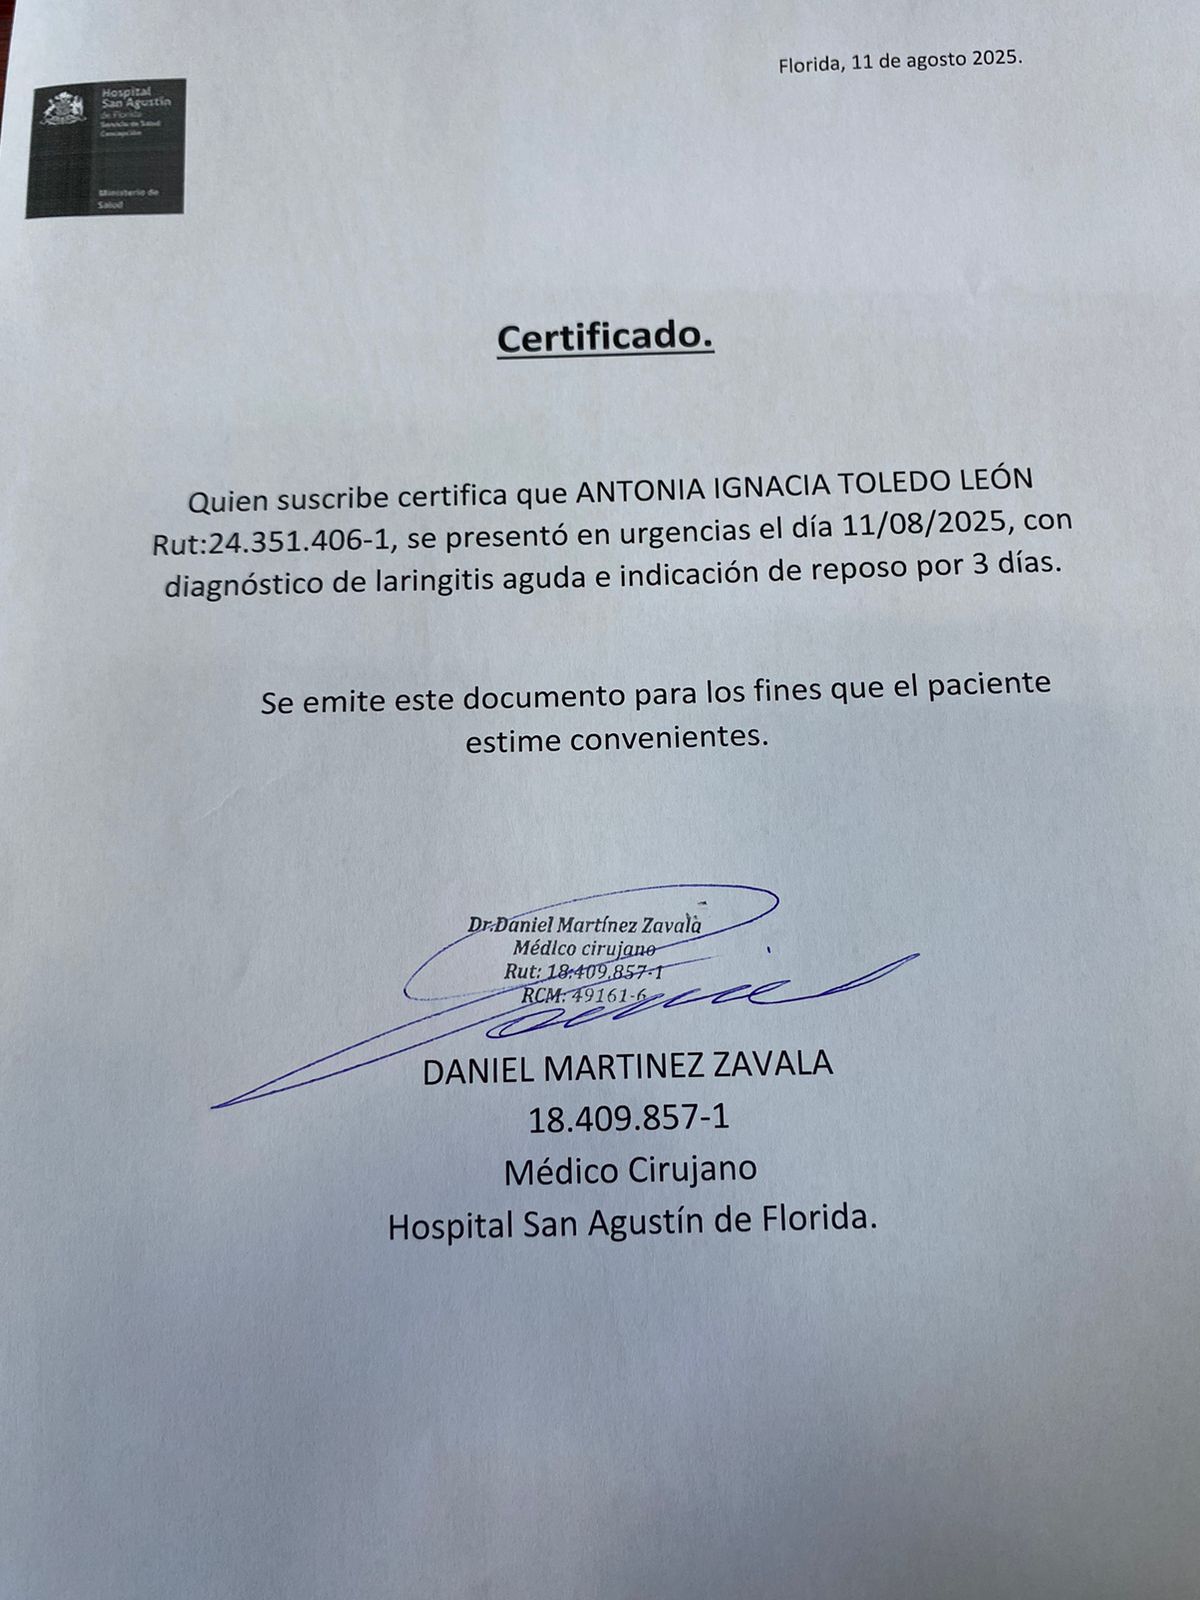 Florida, 11 de agosto 2025.
Hospital
San Agustín
de Florida
Servicio de Salud
Concepción
Ministerio de
Salud
Certificado.
Quien suscribe certifica que ANTONIA IGNACIA TOLEDO LEÓN
Rut:24.351.406-1, se presentó en urgencias el día 11/08/2025, con
diagnóstico de laringitis aguda e indicación de reposo por 3 días.
Se emite este documento para los fines que el paciente
estime convenientes.
Dr.Daniel Martínez Zavala
Médico cirujano
Rut: 18.409.857-1
RCM: 49161-6
DANIEL MARTINEZ ZAVALA
18.409.857-1
Médico Cirujano
Hospital San Agustín de Florida.